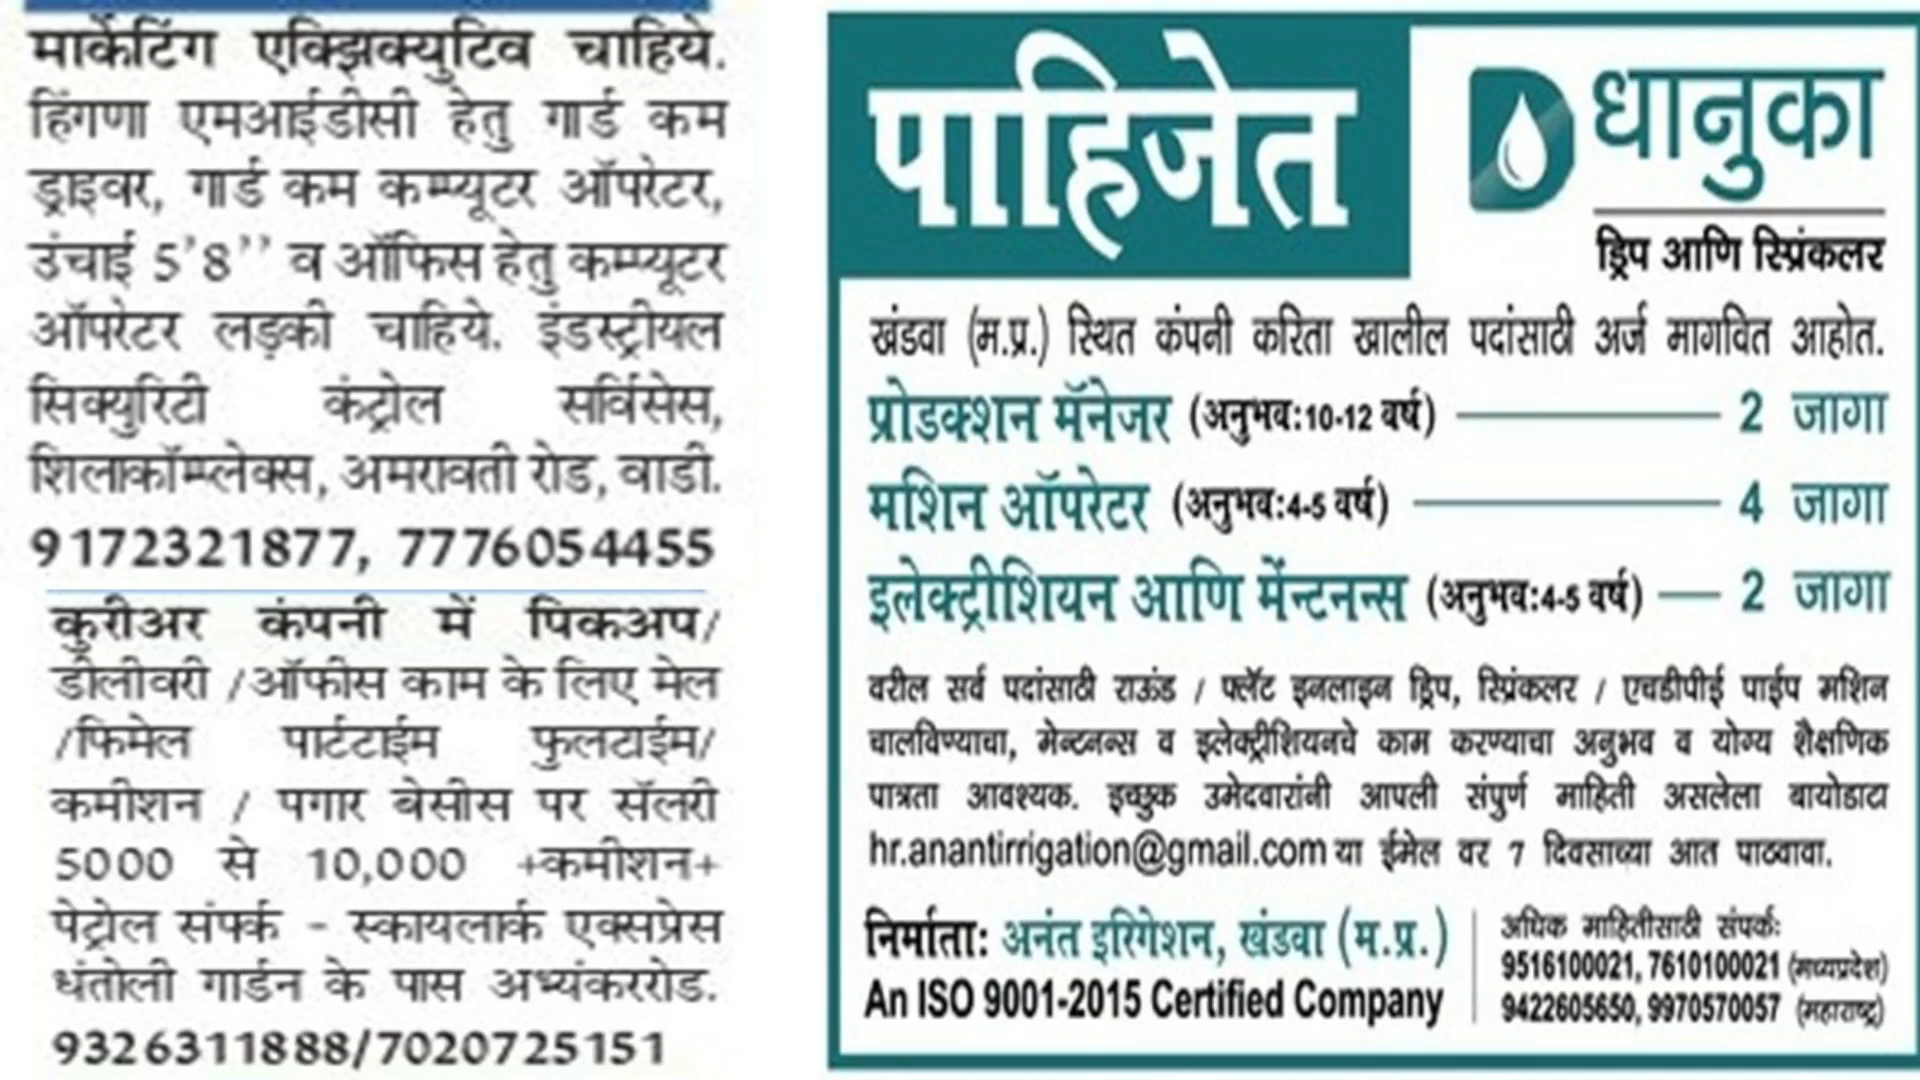 मार्केटिंग एक्झिक्युटिव चाहिये.
हिंगणा एमआईडीसी हेतु गार्ड कम
ड्राइवर, गार्ड कम कम्प्यूटर ऑपरेटर,
उंचाई 5'8'' व ऑफिस हेतु कम्प्यूटर
ऑपरेटर लड़की चाहिये. इंडस्ट्रीयल
सिक्युरिटी कंट्रोल सर्विसेस,
शिलाकॉम्प्लेक्स, अमरावती रोड, वाडी.
9172321877, 7776054455
कुरीअर कंपनी में पिकअप/
डीलीवरी /ऑफीस काम के लिए मेल
/फिमेल पार्टटाईम फुलटाईम/
कमीशन / पगार बेसीस पर सॅलरी
5000 से 10,000 +कमीशन+
पेट्रोल संपर्क - स्कायलार्क एक्सप्रेस
धंतोली गार्डन के पास अभ्यंकररोड.
9326311888/7020725151
पाहिजेत
धानुका
ड्रिप आणि स्प्रिंकलर
खंडवा (म.प्र.) स्थित कंपनी करिता खालील पदांसाठी अर्ज मागवित आहोत.
प्रोडक्शन मॅनेजर (अनुभव:10-12 वर्ष) 2 जागा
मशिन ऑपरेटर (अनुभव:4-5 वर्ष) 4 जागा
इलेक्ट्रीशियन आणि मेंन्टनन्स (अनुभव:4-5 वर्ष) 2 जागा
वरील सर्व पदांसाठी राऊंड / फ्लॅट इनलाइन ड्रिप, स्प्रिंकलर / एचडीपीई पाईप मशिन
चालविण्याचा, मेन्टनन्स व इलेक्ट्रीशियनचे काम करण्याचा अनुभव व योग्य शैक्षणिक
पात्रता आवश्यक. इच्छुक उमेदवारांनी आपली संपुर्ण माहिती असलेला बायोडाटा
hr.anantirrigation@gmail.com या ईमेल वर 7 दिवसाच्या आत पाठवावा.
निर्माता: अनंत इरिगेशन, खंडवा (म.प्र.)
An ISO 9001-2015 Certified Company
अधिक माहितीसाठी संपर्क:
9516100021, 7610100021 (मध्यप्रदेश)
9422605650, 9970570057 (महाराष्ट्र)